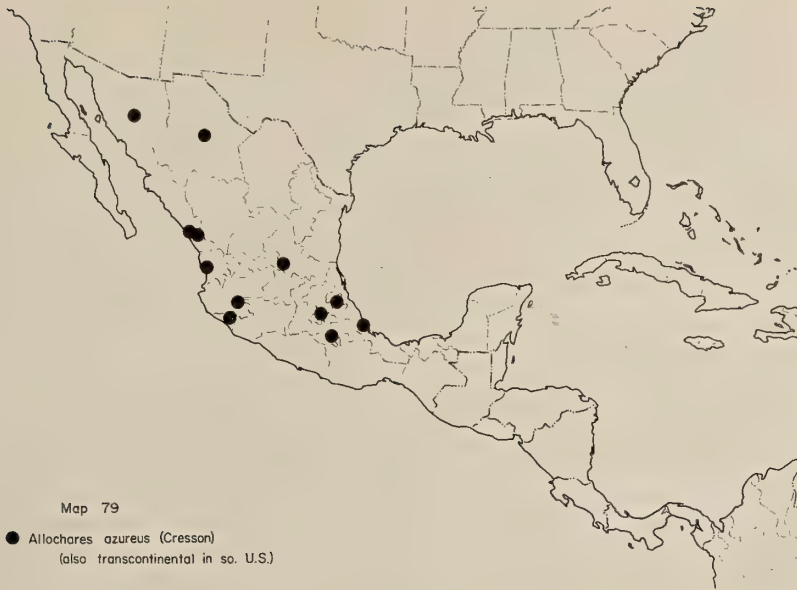 Map 79
Allochares azureus (Cresson)
(also transcontinental in so. U.S.)